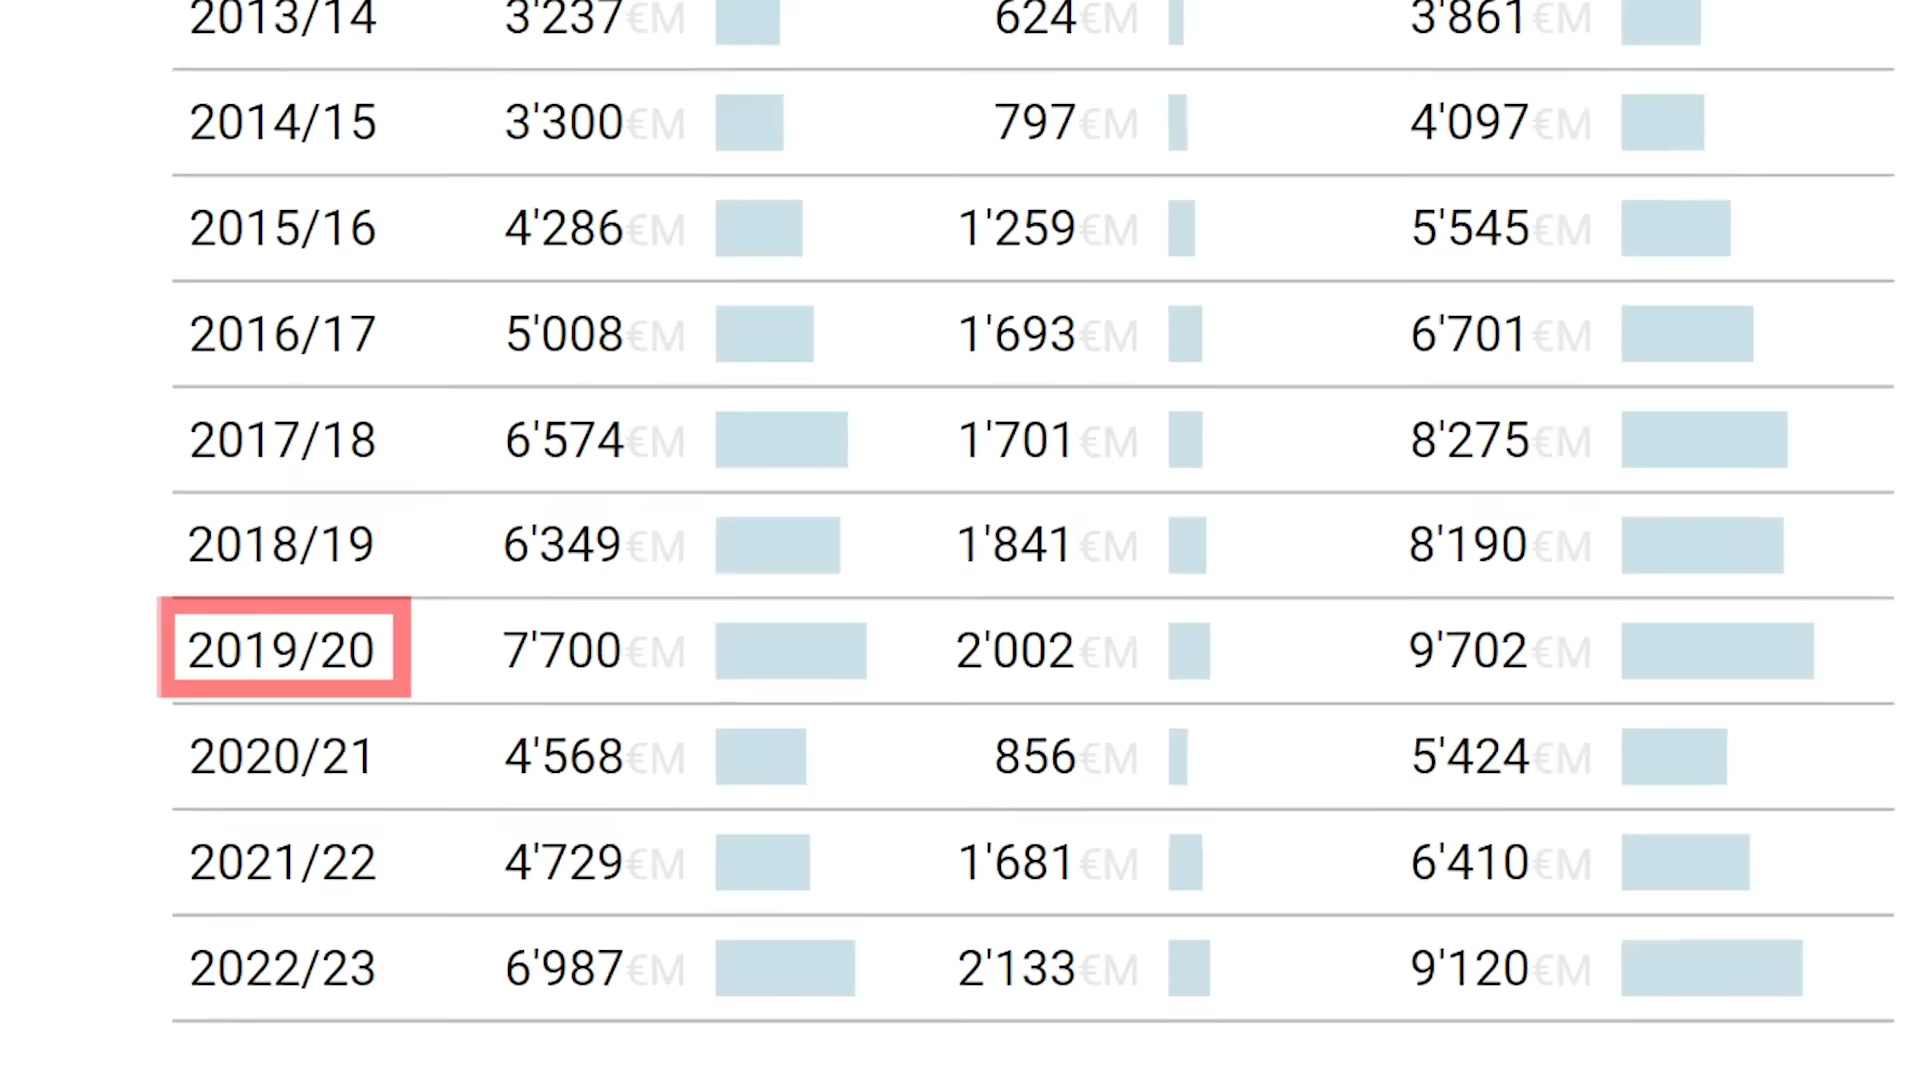 2013/14 3'237€M 624€M 3'861€M
2014/15 3'300€M 797€M 4'097€M
2015/16 4'286€M 1'259€M 5'545€M
2016/17 5'008€M 1'693€M 6'701€M
2017/18 6'574€M 1'701€M 8'275€M
2018/19 6'349€M 1'841€M 8'190€M
2019/20 7'700€M 2'002€M 9'702€M
2020/21 4'568€M 856€M 5'424€M
2021/22 4'729€M 1'681€M 6'410€M
2022/23 6'987€M 2'133€M 9'120€M